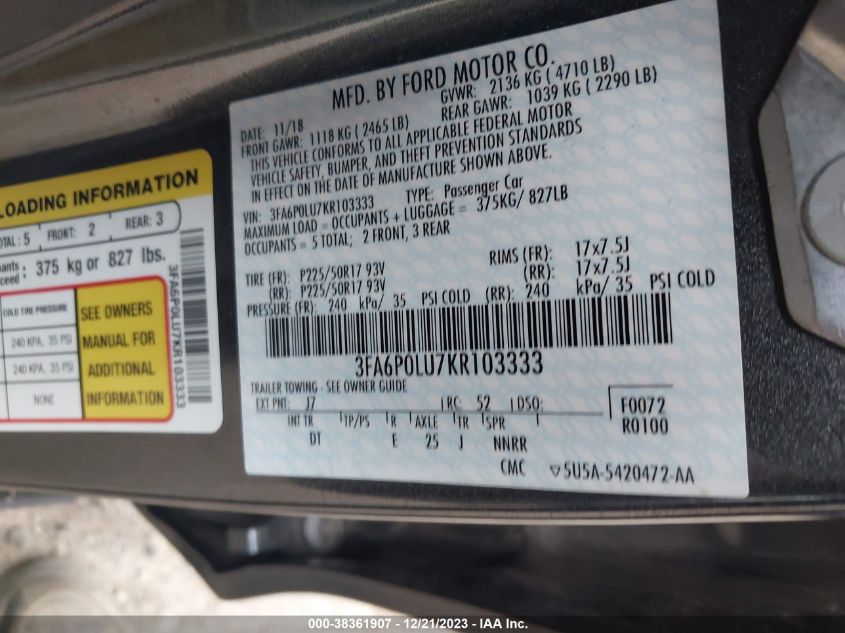 LOADING INFORMATION
TOTAL: 5 FRONT: 2 REAR: 3
375 kg or 827 lbs.
COLD TIRE PRESSURE
240 KPA, 35 PSI
240 KPA, 35 PSI
NONE
SEE OWNERS
MANUAL FOR
ADDITIONAL
INFORMATION
3FA6P0LU7KR103333
MFD. BY FORD MOTOR CO.
DATE: 11/18 GVWR: 2136 KG ( 4710 LB)
FRONT GAWR: 1118 KG ( 2465 LB) REAR GAWR: 1039 KG ( 2290 LB)
THIS VEHICLE CONFORMS TO ALL APPLICABLE FEDERAL MOTOR
VEHICLE SAFETY, BUMPER, AND THEFT PREVENTION STANDARDS
IN EFFECT ON THE DATE OF MANUFACTURE SHOWN ABOVE.
VIN: 3FA6P0LU7KR103333 TYPE: Passenger Car
MAXIMUM LOAD = OCCUPANTS + LUGGAGE = 375KG/ 827LB
OCCUPANTS = 5 TOTAL; 2 FRONT, 3 REAR
TIRE (FR): P225/50R17 93V RIMS (FR): 17x7.5J
(RR): P225/50R17 93V (RR): 17x7.5J
PRESSURE (FR): 240 kPa/ 35 PSI COLD (RR): 240 kPa/ 35 PSI COLD
3FA6P0LU7KR103333
TRAILER TOWING - SEE OWNER GUIDE
EXT PNT: J7 RC: 52 DSO: F0072
INT TR TP/PS R AXLE TR SPR R0100
DT E 25 J NNRR
CMC ▽5U5A-5420472-AA
000-38361907 - 12/21/2023 - IAA Inc.